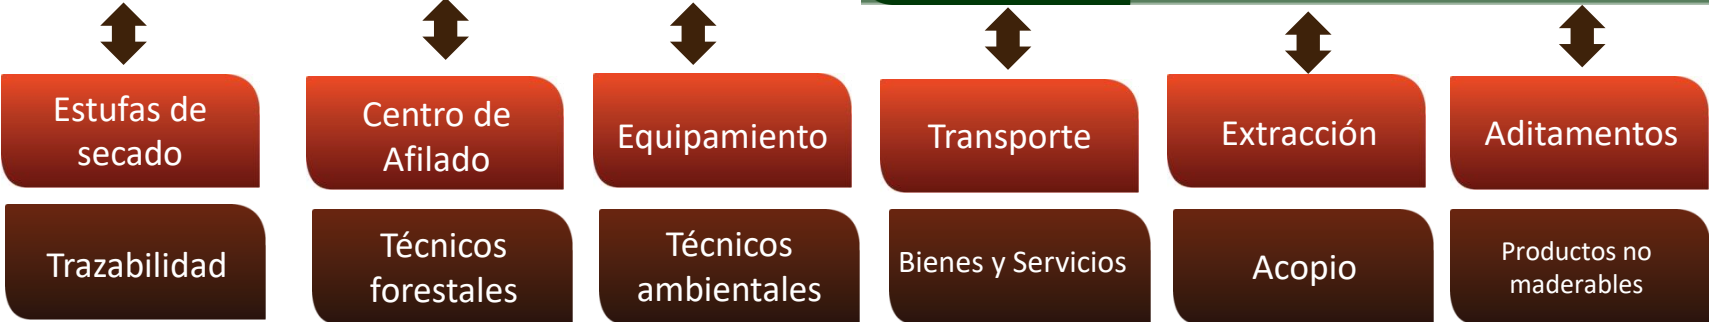 Estufas de
secado
Centro de
Afilado
Equipamiento
Transporte
Extracción
Aditamentos
Trazabilidad
Técnicos
forestales
Técnicos
ambientales
Bienes y Servicios
Acopio
Productos no
maderables